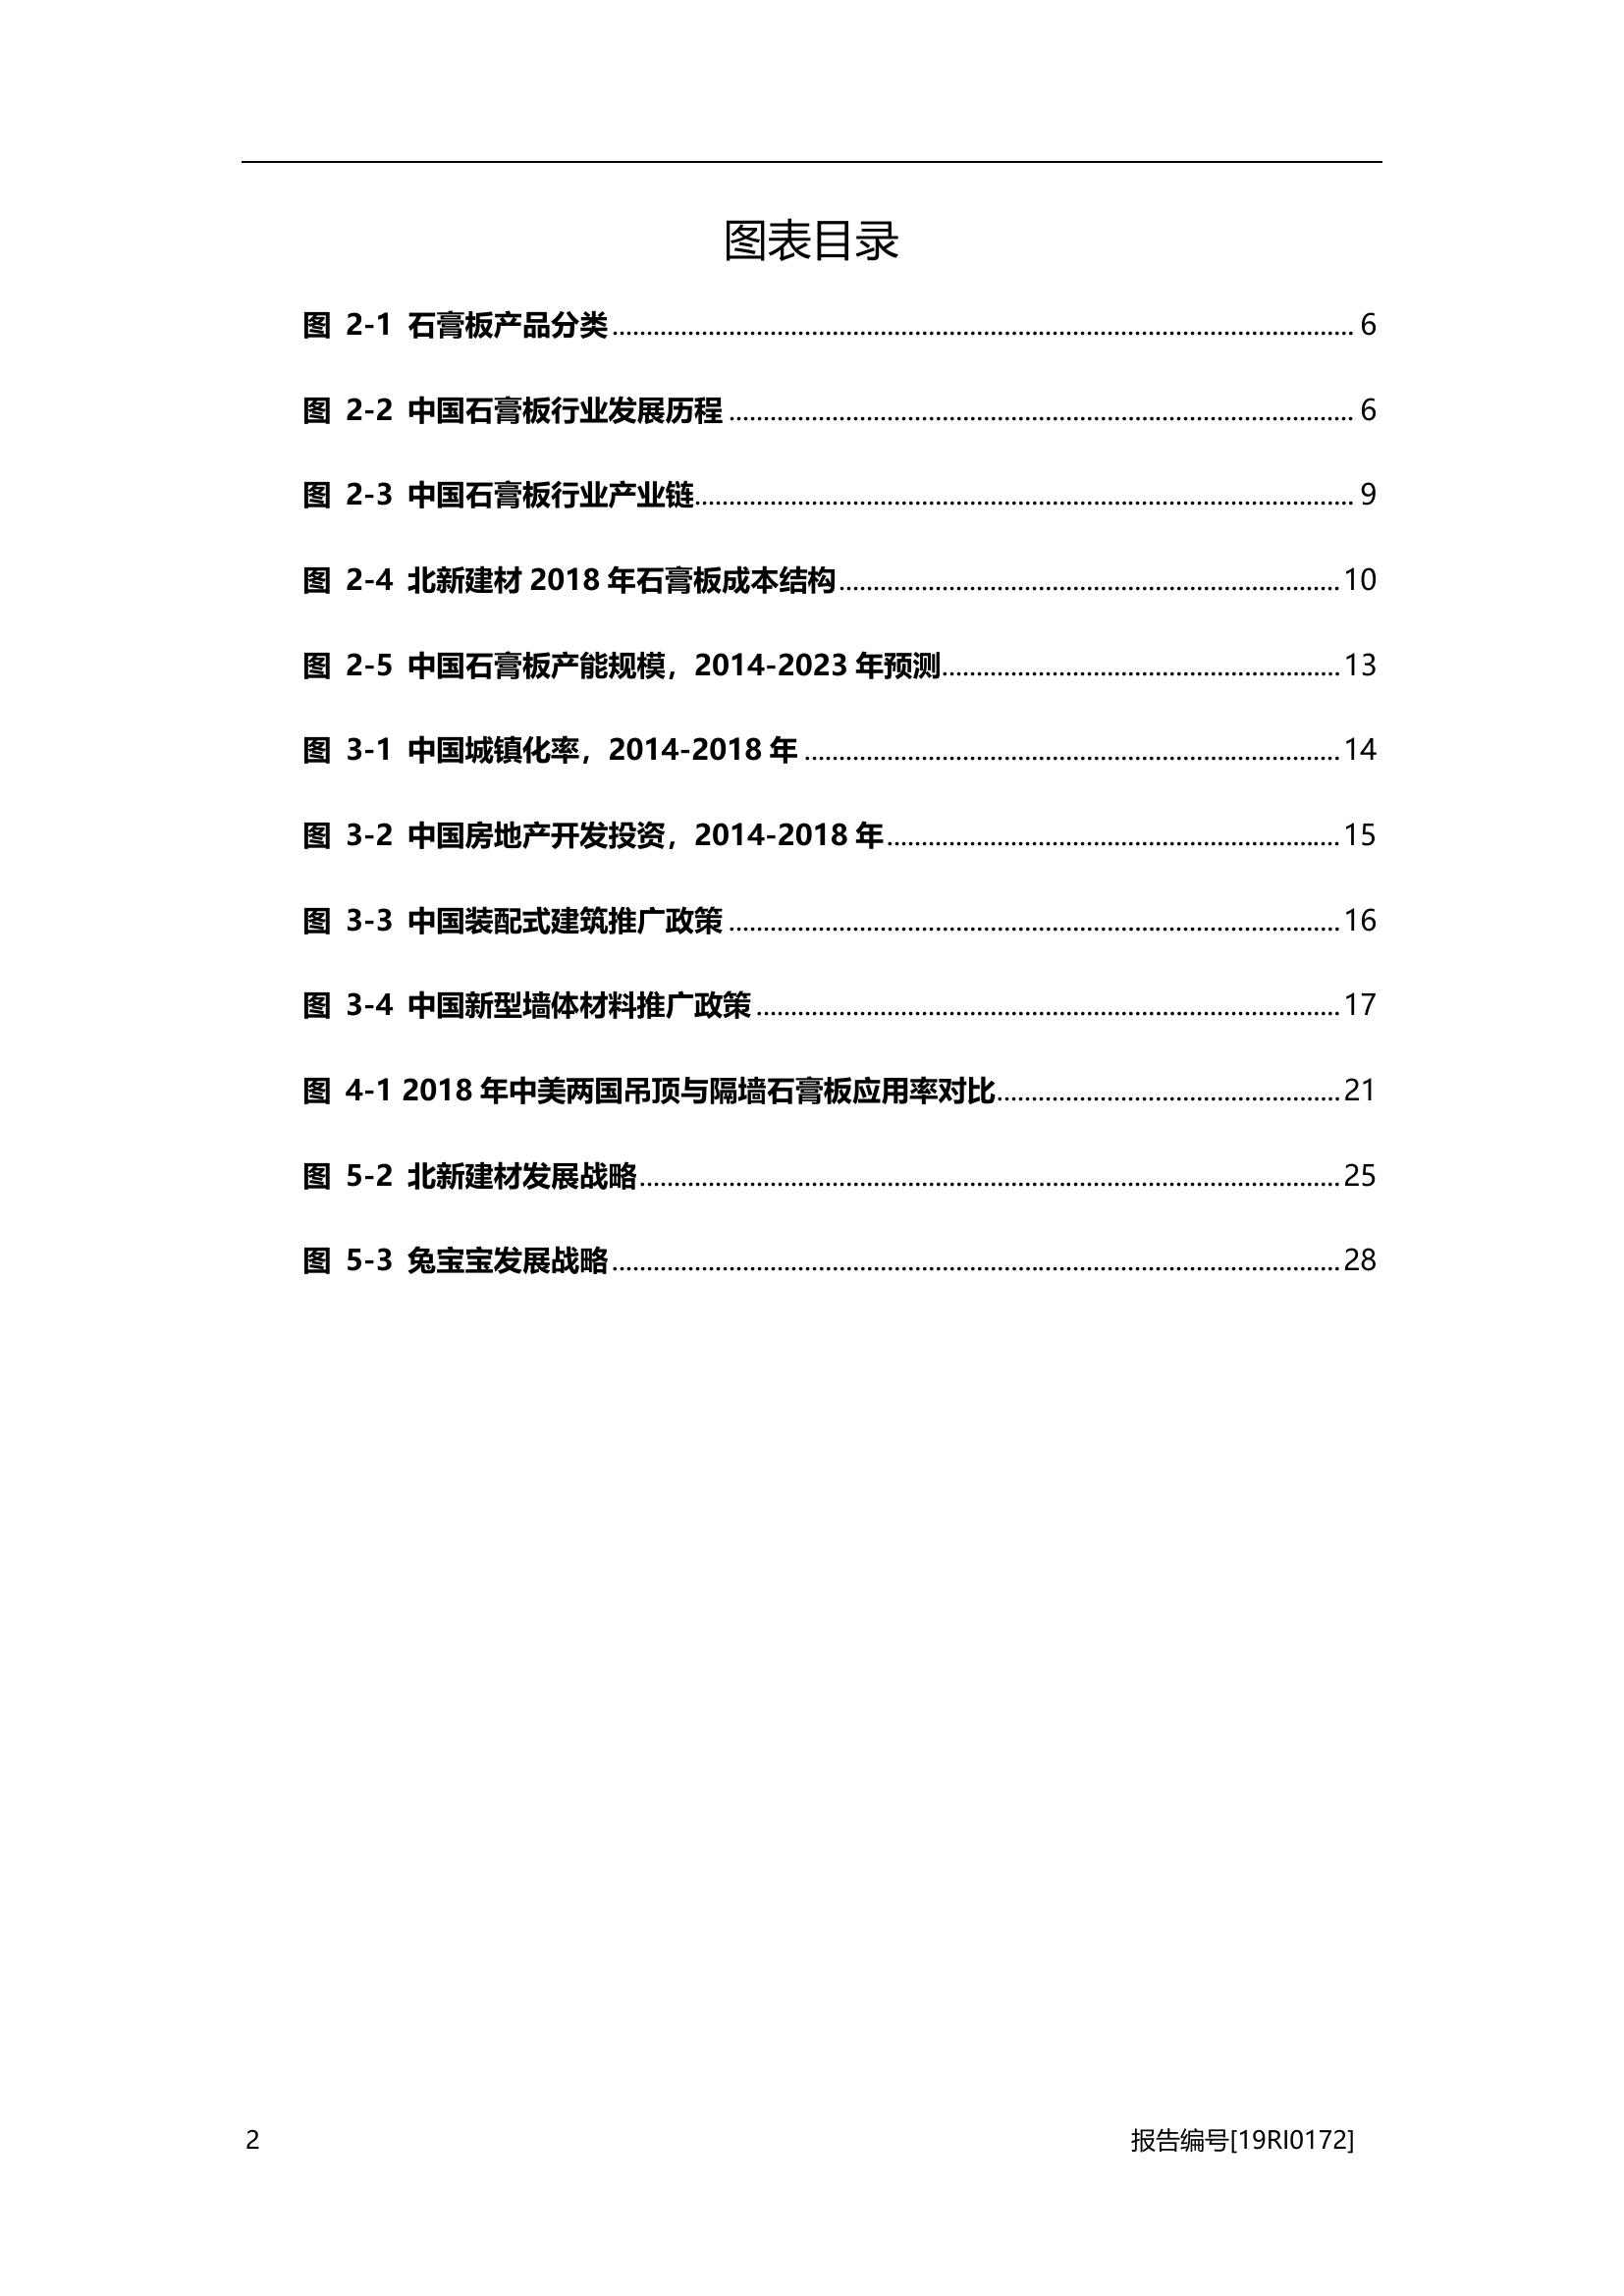 图表目录
图 2-1 石膏板产品分类 6
图 2-2 中国石膏板行业发展历程 6
图 2-3 中国石膏板行业产业链 9
图 2-4 北新建材 2018 年石膏板成本结构 10
图 2-5 中国石膏板产能规模，2014-2023 年预测 13
图 3-1 中国城镇化率，2014-2018 年 14
图 3-2 中国房地产开发投资，2014-2018 年 15
图 3-3 中国装配式建筑推广政策 16
图 3-4 中国新型墙体材料推广政策 17
图 4-1 2018 年中美两国吊顶与隔墙石膏板应用率对比 21
图 5-2 北新建材发展战略 25
图 5-3 兔宝宝发展战略 28
2 报告编号[19RI0172]